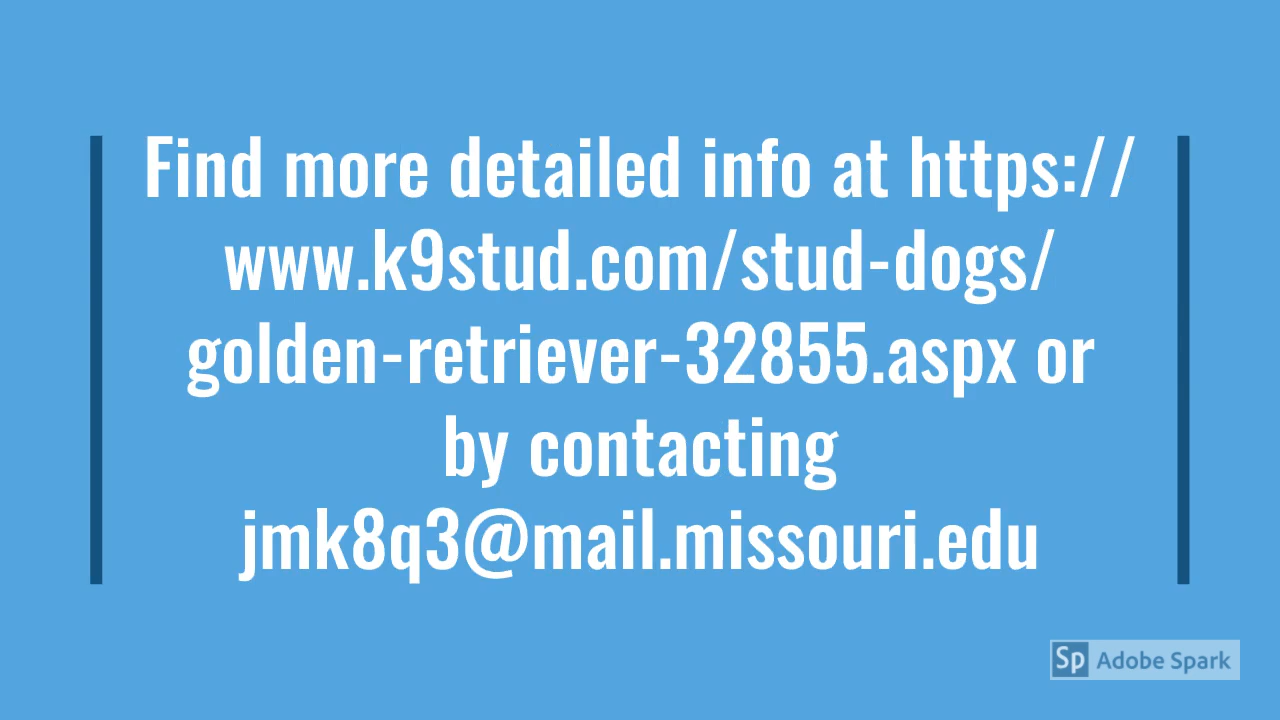 Find more detailed info at https://
www.k9stud.com/stud-dogs/
golden-retriever-32855.aspx or
by contacting
jmk8q3@mail.missouri.edu
Sp Adobe Spark